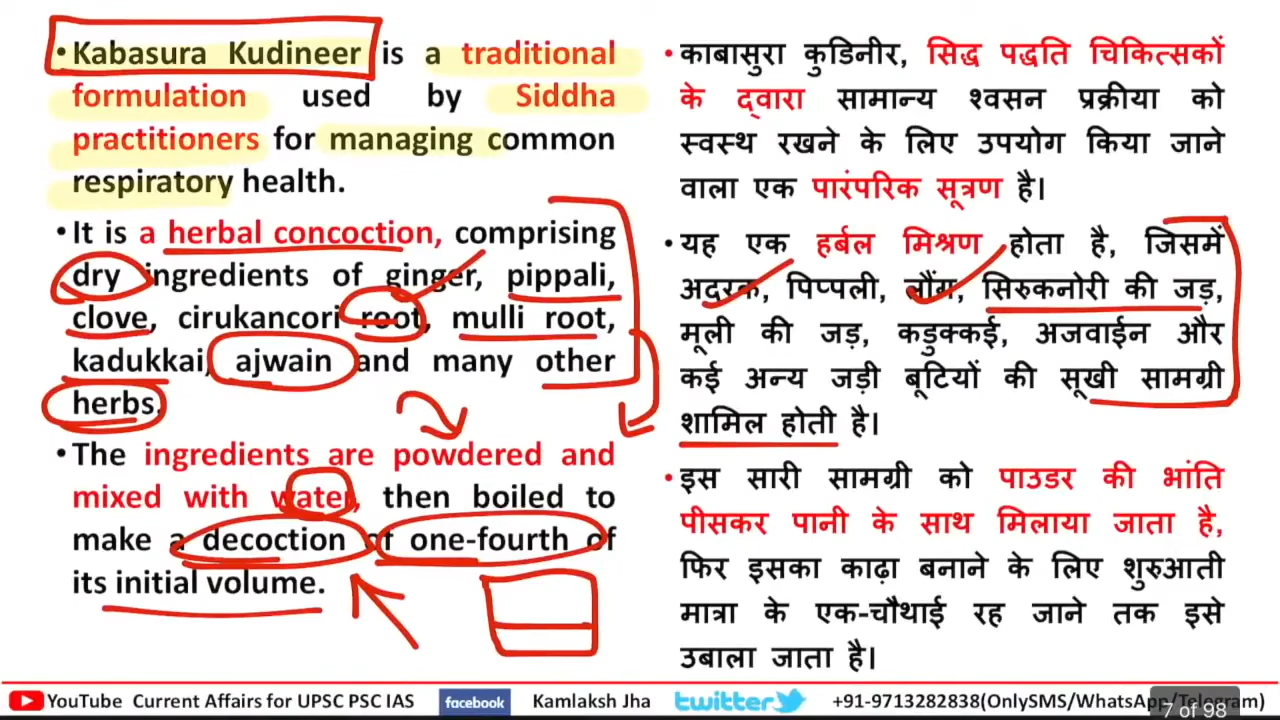 •Kabasura Kudineer is a traditional
formulation used by Siddha
practitioners for managing common
respiratory health.
•It is a herbal concoction, comprising
dry ingredients of ginger, pippali,
clove, cirukancori root, mulli root,
kadukkai, ajwain and many other
herbs.
•The ingredients are powdered and
mixed with water, then boiled to
make a decoction of one-fourth of
its initial volume.
•काबासुरा कुडिनीर, सिद्ध पद्धति चिकित्सकों
के द्वारा सामान्य श्वसन प्रक्रीया को
स्वस्थ रखने के लिए उपयोग किया जाने
वाला एक पारंपरिक सूत्रण है।
•यह एक हर्बल मिश्रण होता है, जिसमें
अदरक, पिप्पली, लौंग, सिरुकनोरी की जड़,
मूली की जड़, कडुक्कई, अजवाईन और
कई अन्य जड़ी बूटियों की सूखी सामग्री
शामिल होती है।
•इस सारी सामग्री को पाउडर की भांति
पीसकर पानी के साथ मिलाया जाता है,
फिर इसका काढ़ा बनाने के लिए शुरुआती
मात्रा के एक-चौथाई रह जाने तक इसे
उबाला जाता है।
YouTube Current Affairs for UPSC PSC IAS facebook Kamlaksh Jha twitter +91-9713282838(OnlySMS/WhatsApp/Telegram)
7 of 98